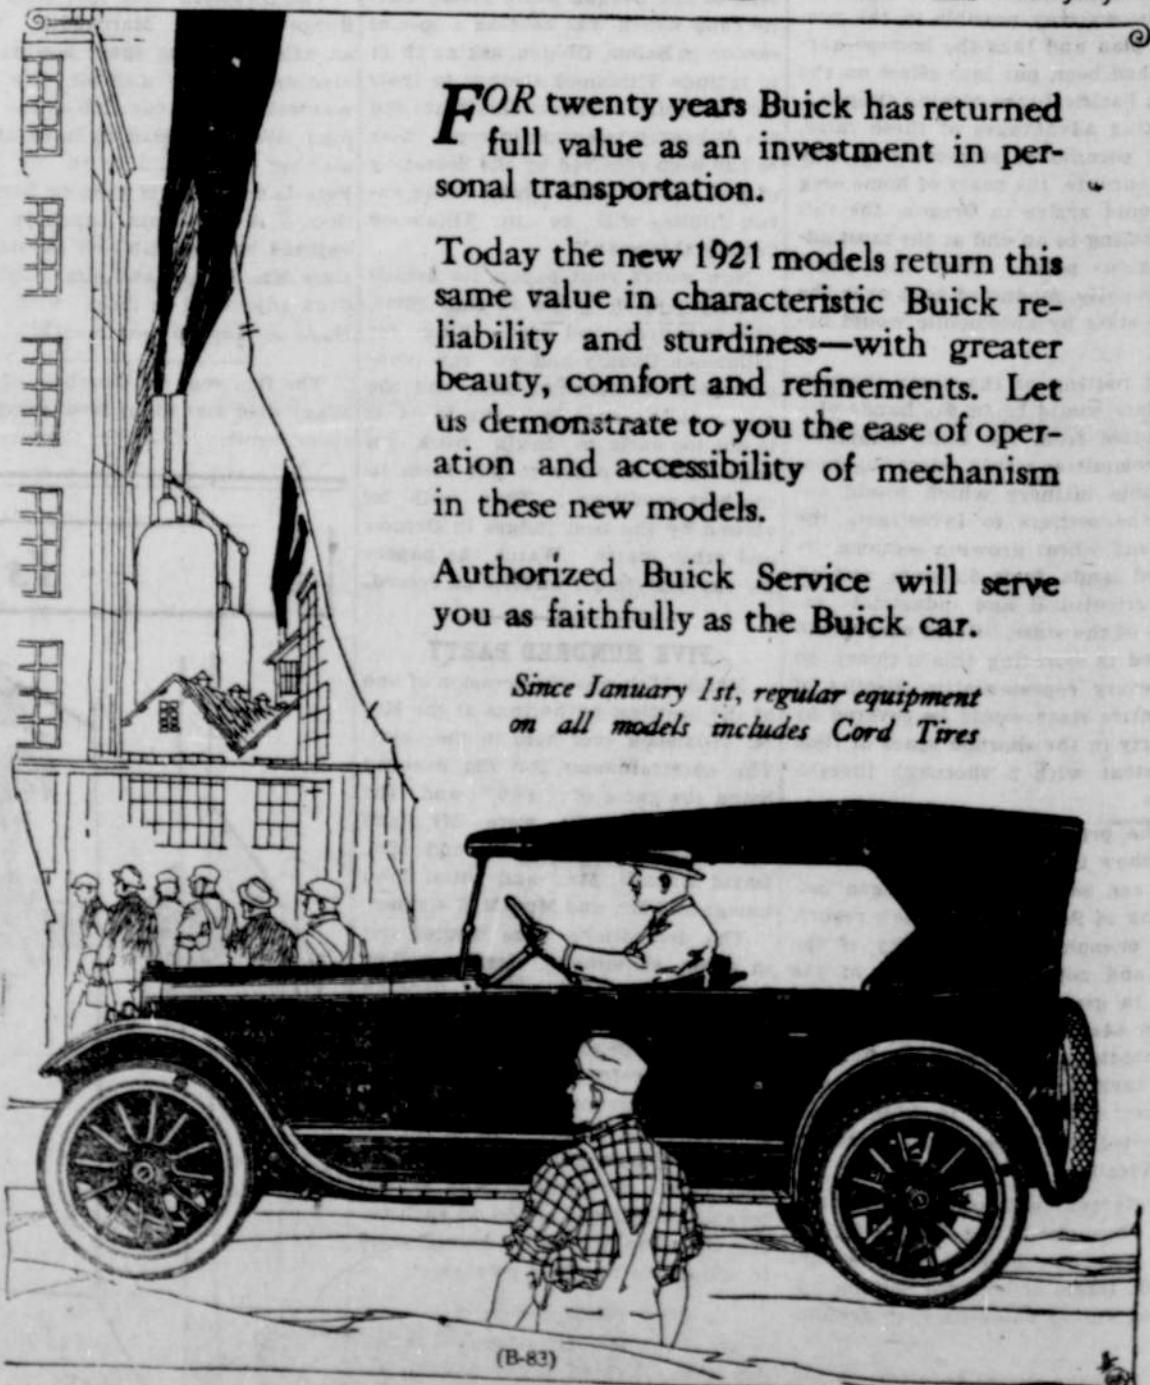 FOR twenty years Buick has returned
full value as an investment in per-
sonal transportation.
Today the new 1921 models return this
same value in characteristic Buick re-
liability and sturdiness—with greater
beauty, comfort and refinements. Let
us demonstrate to you the ease of oper-
ation and accessibility of mechanism
in these new models.
Authorized Buick Service will serve
you as faithfully as the Buick car.
Since January 1st, regular equipment
on all models includes Cord Tires
(B-83)